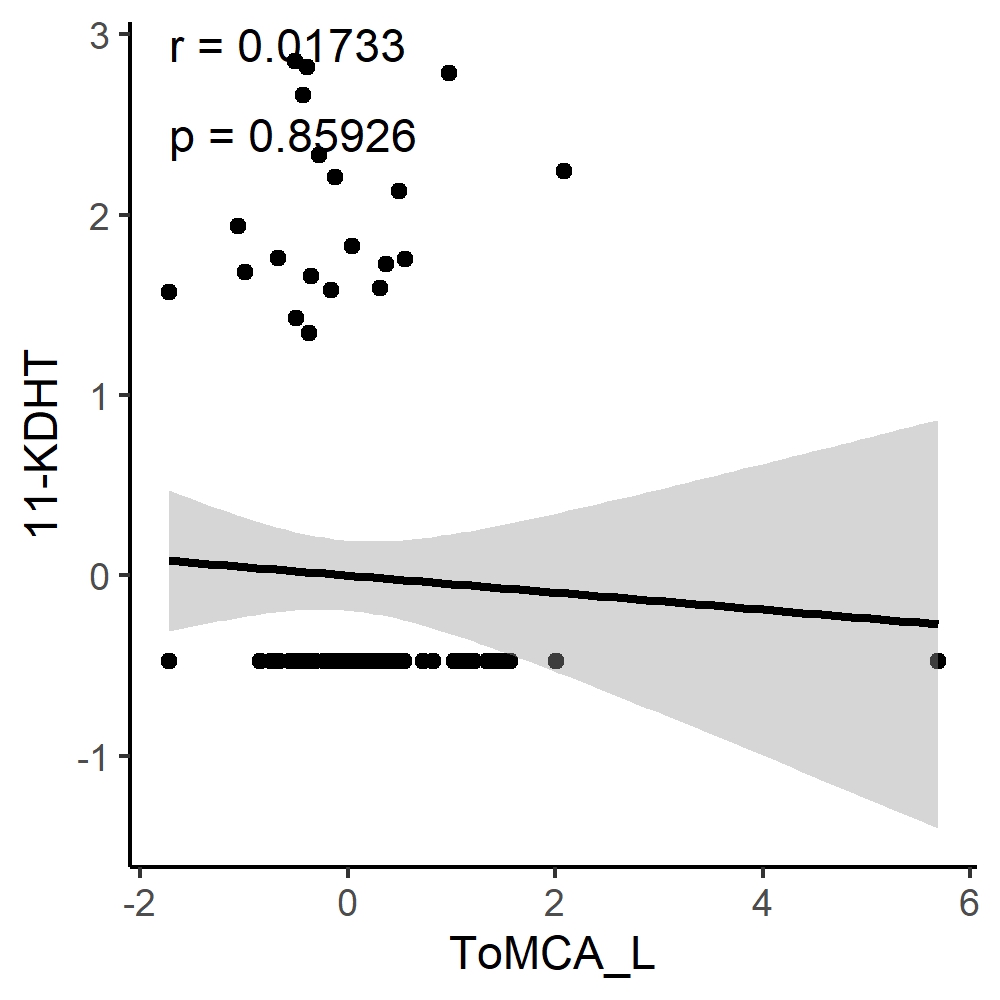 r = 0.01733
p = 0.85926
3
2
1
0
-1
11-KDHT
-2 0 2 4 6
ToMCA_L